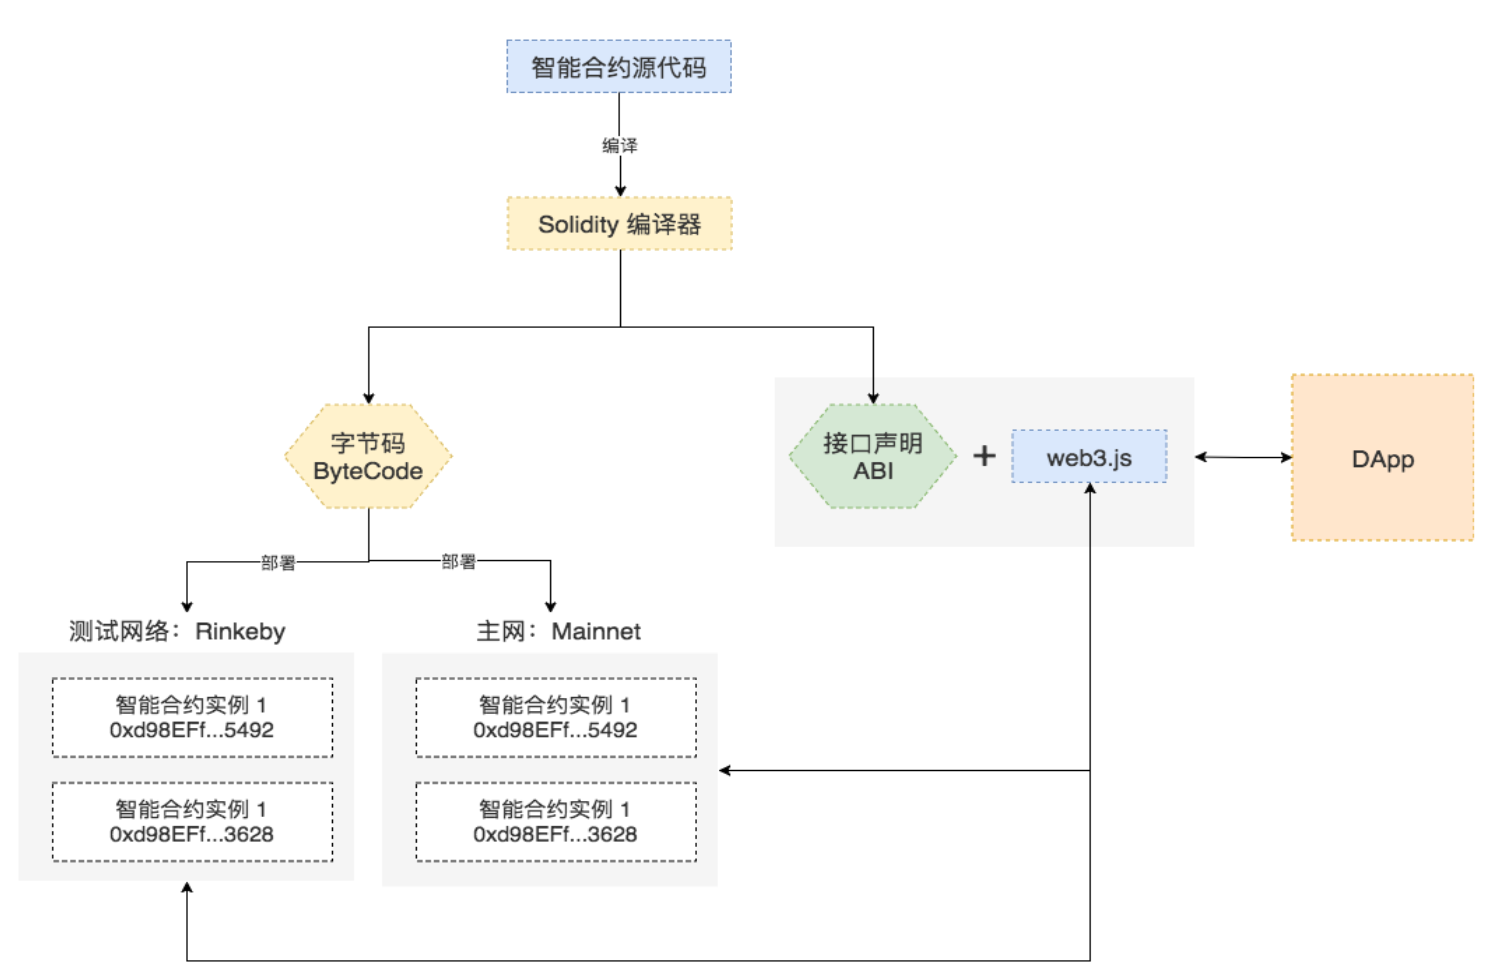 智能合约源代码
编译
Solidity 编译器
字节码
ByteCode
接口声明
ABI
+
web3.js
DApp
部署
部署
测试网络：Rinkeby
主网：Mainnet
智能合约实例 1
0xd98EFf...5492
智能合约实例 1
0xd98EFf...3628
智能合约实例 1
0xd98EFf...5492
智能合约实例 1
0xd98EFf...3628